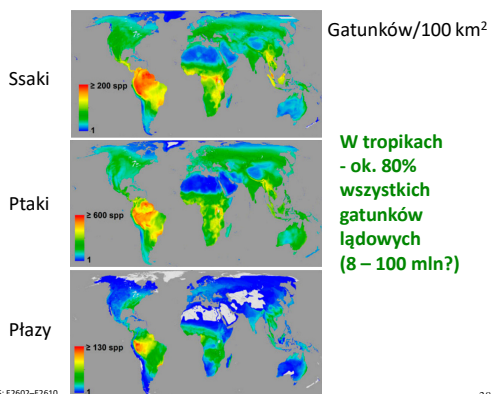 Gatunków/100 km²
Ssaki
≥ 200 spp
1
W tropikach
- ok. 80%
wszystkich
gatunków
lądowych
(8 – 100 mln?)
Ptaki
≥ 600 spp
1
Płazy
≥ 130 spp
1